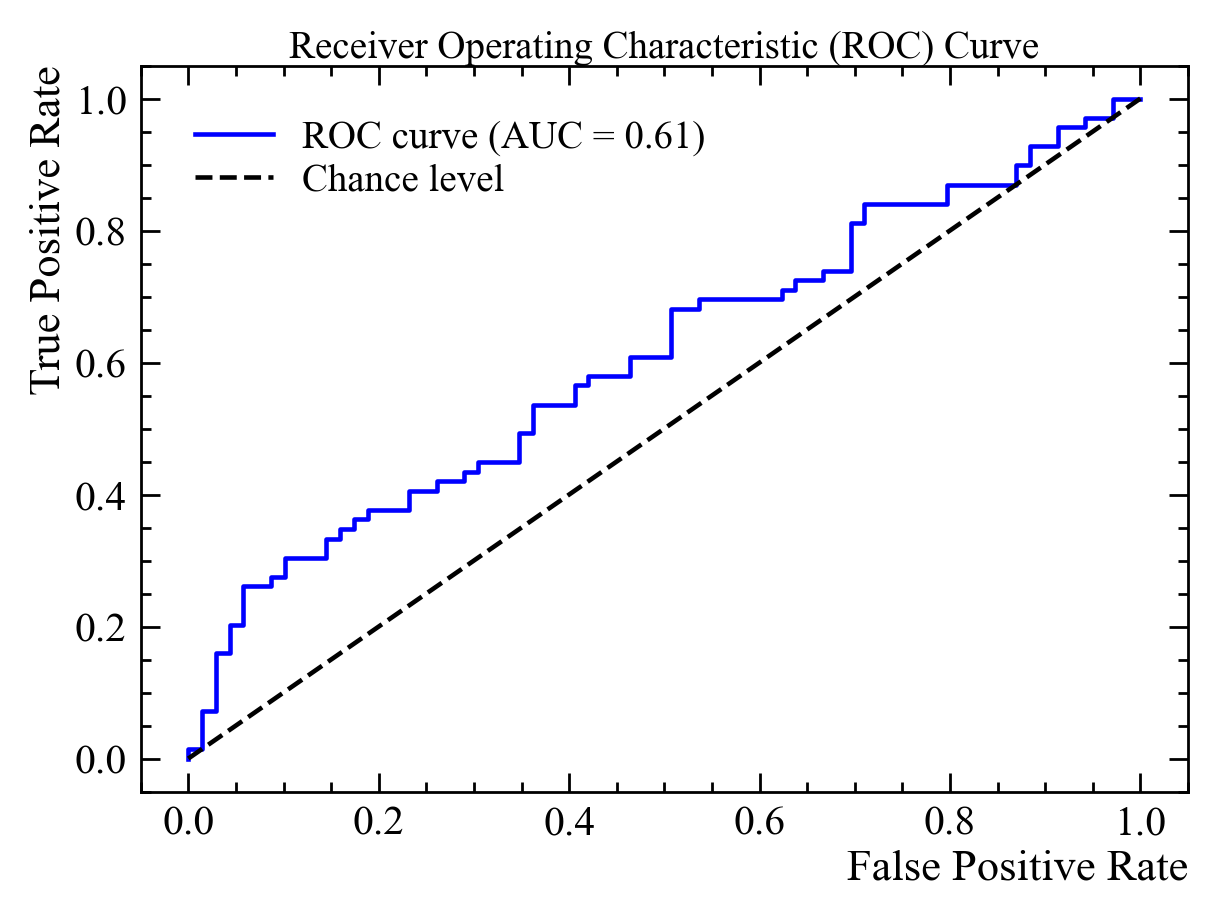 Receiver Operating Characteristic (ROC) Curve
True Positive Rate
1.0
0.8
0.6
0.4
0.2
0.0
ROC curve (AUC = 0.61)
Chance level
0.0 0.2 0.4 0.6 0.8 1.0
False Positive Rate